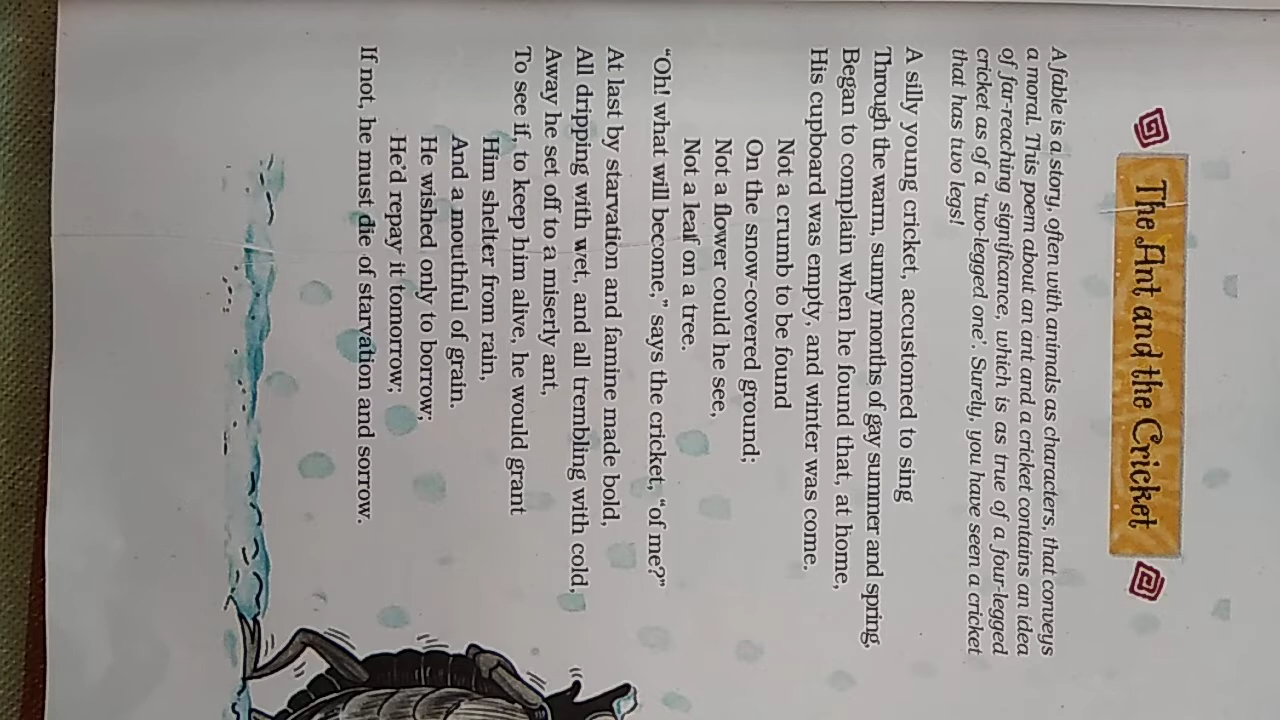 The Ant and the Cricket
A fable is a story, often with animals as characters, that conveys
a moral. This poem about an ant and a cricket contains an idea
of far-reaching significance, which is as true of a four-legged
cricket as of a ‘two-legged one’. Surely, you have seen a cricket
that has two legs!
A silly young cricket, accustomed to sing
Through the warm, sunny months of gay summer and spring,
Began to complain when he found that, at home,
His cupboard was empty, and winter was come.
Not a crumb to be found
On the snow-covered ground;
Not a flower could he see,
Not a leaf on a tree.
“Oh! what will become,” says the cricket, “of me?”
At last by starvation and famine made bold,
All dripping with wet, and all trembling with cold,
Away he set off to a miserly ant,
To see if, to keep him alive, he would grant
Him shelter from rain,
And a mouthful of grain.
He wished only to borrow;
He’d repay it tomorrow;
If not, he must die of starvation and sorrow.